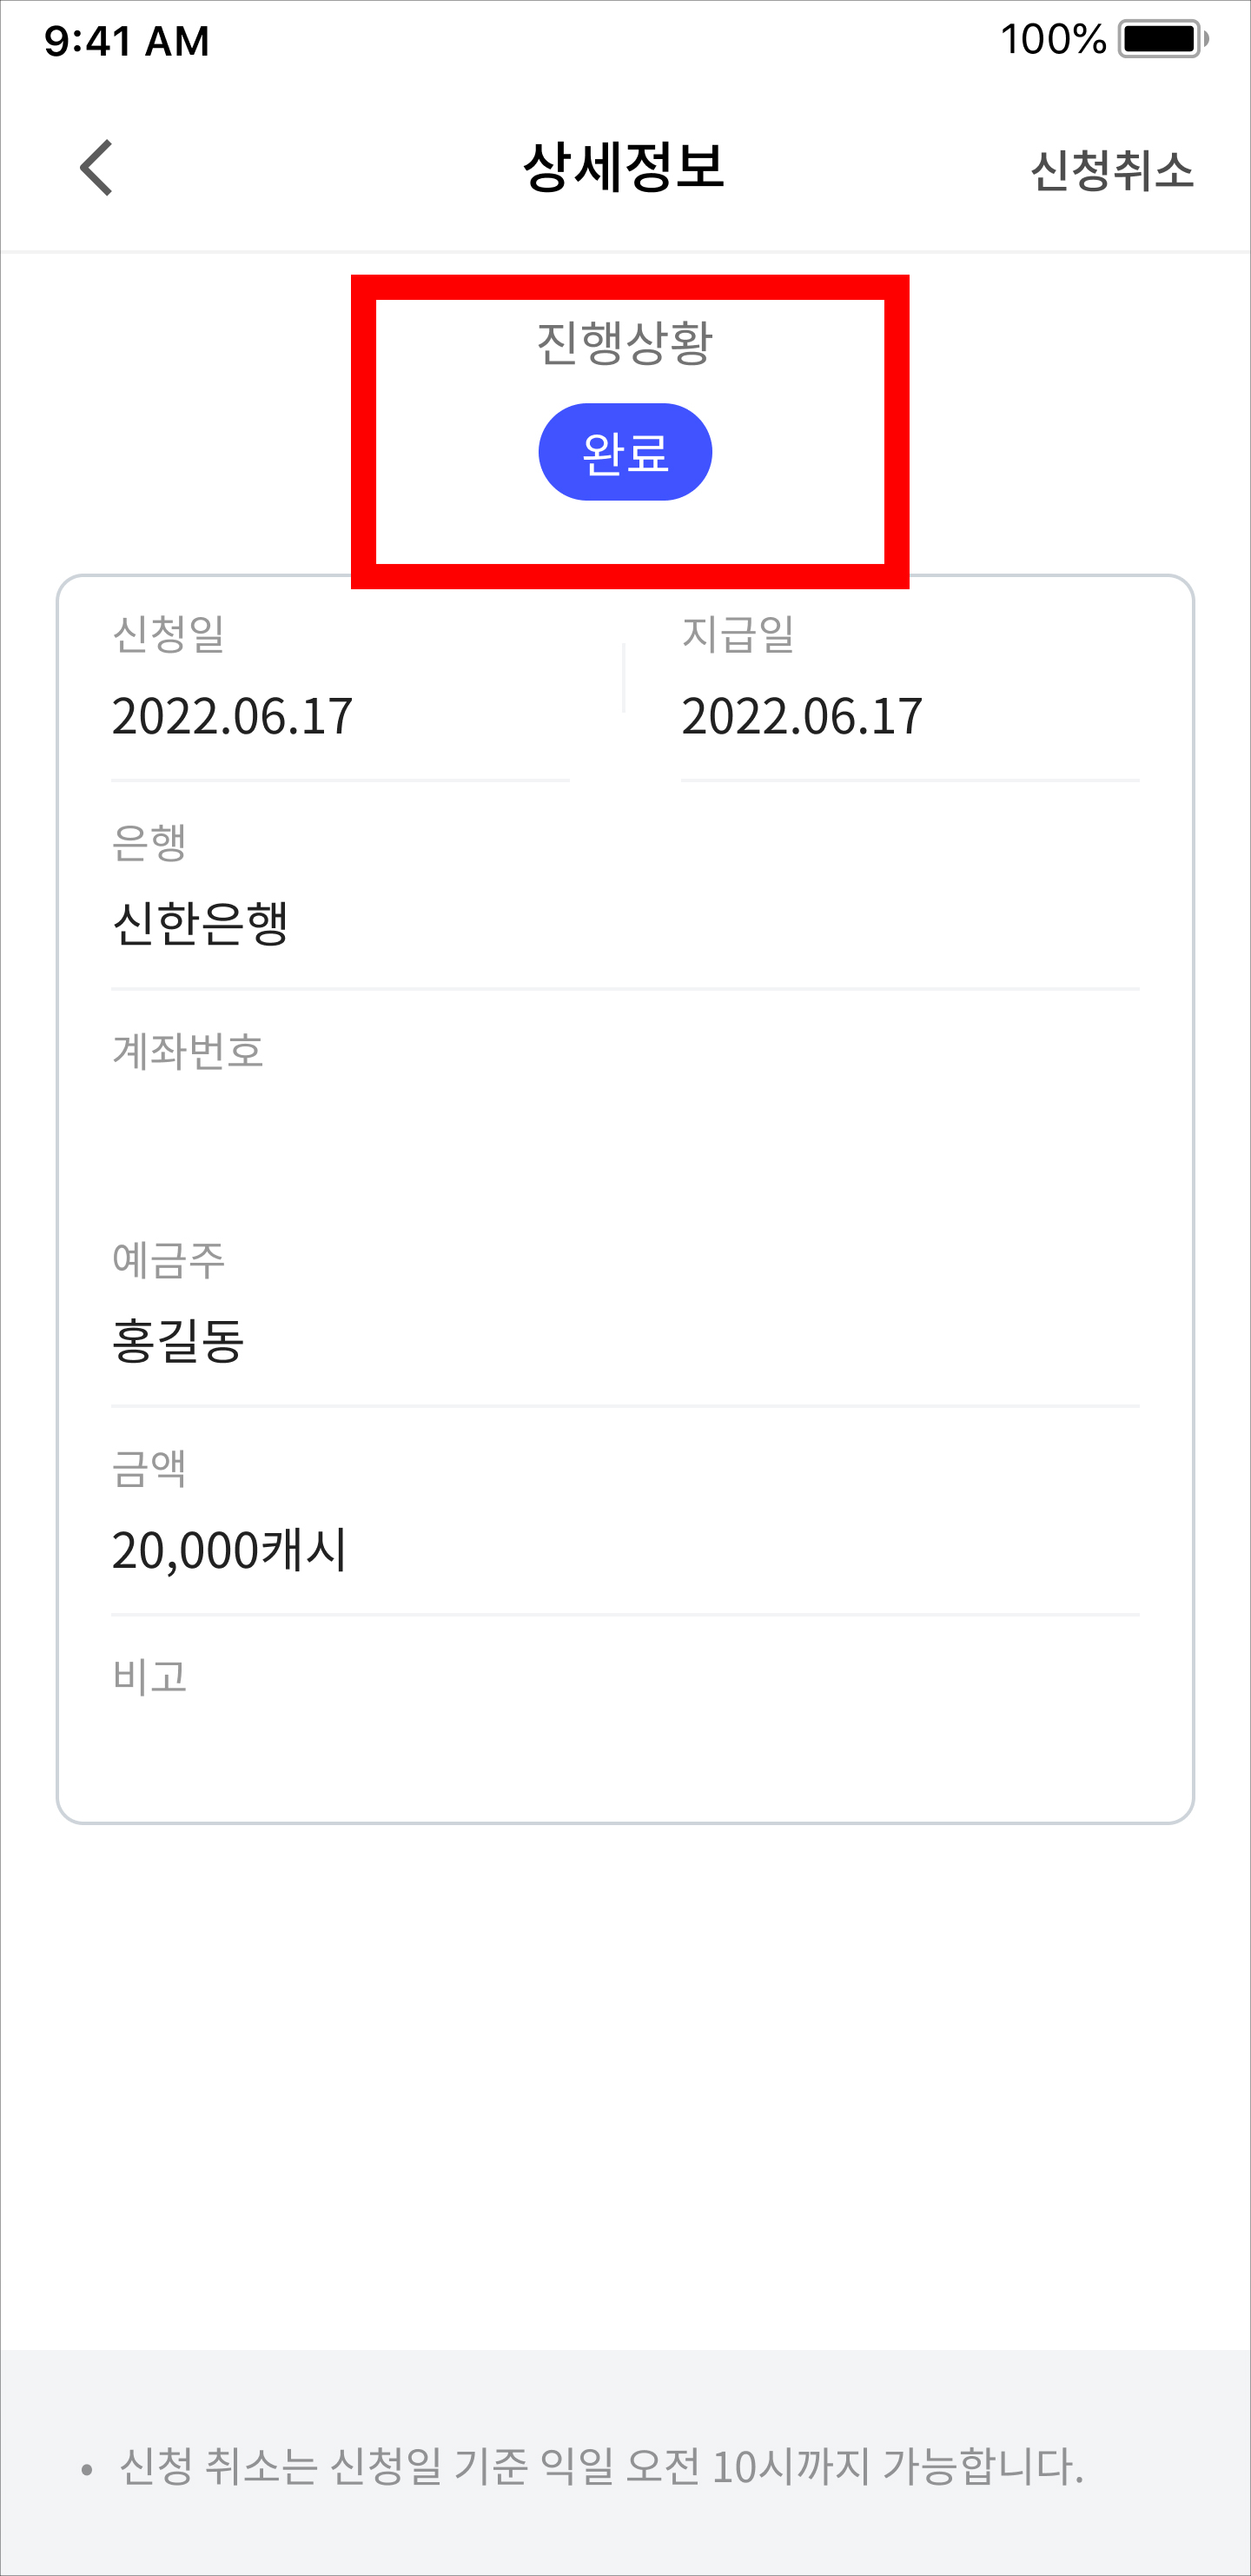 9:41 AM
100%
상세정보
신청취소
진행상황
완료
신청일
지급일
2022.06.17
2022.06.17
은행
신한은행
계좌번호
예금주
홍길동
금액
20,000캐시
비고
• 신청 취소는 신청일 기준 익일 오전 10시까지 가능합니다.